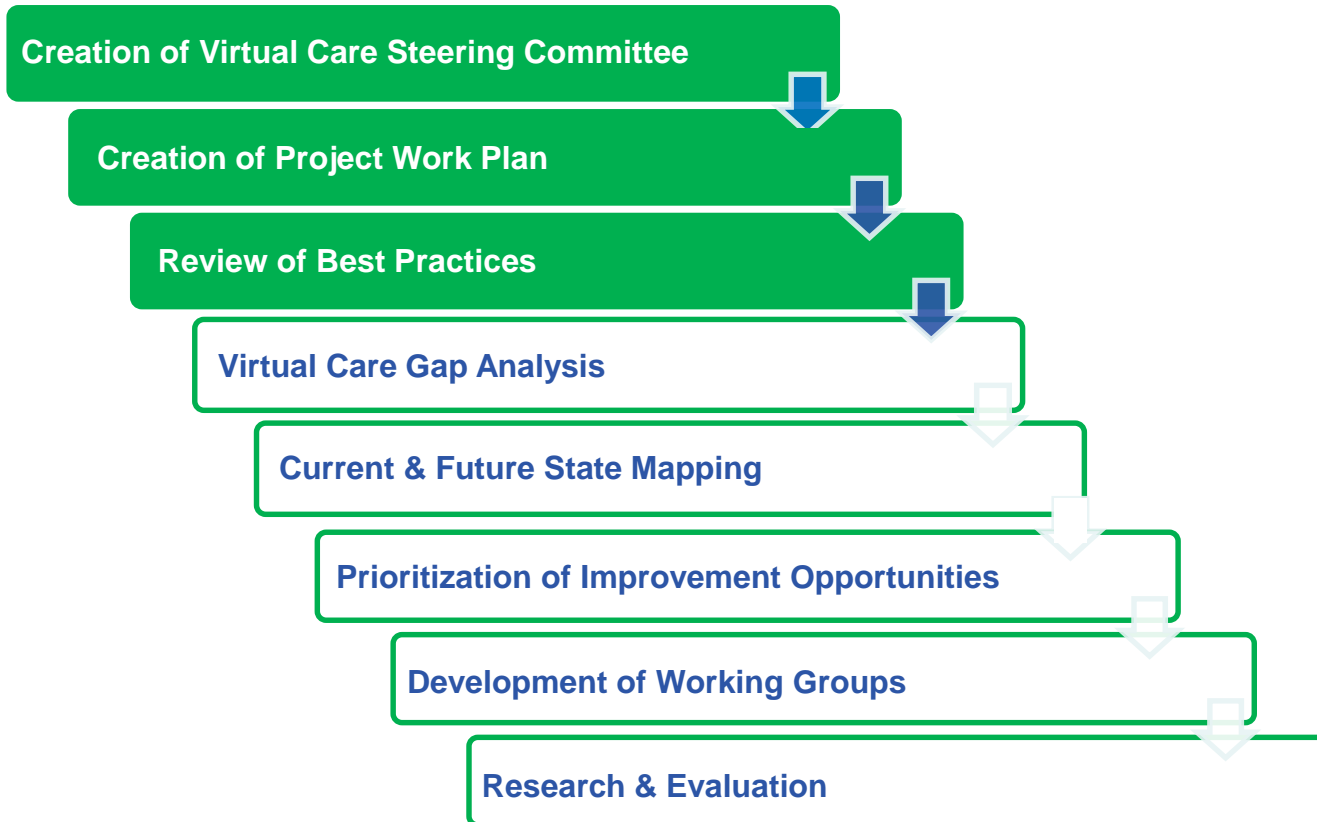 Creation of Virtual Care Steering Committee
Creation of Project Work Plan
Review of Best Practices
Virtual Care Gap Analysis
Current & Future State Mapping
Prioritization of Improvement Opportunities
Development of Working Groups
Research & Evaluation